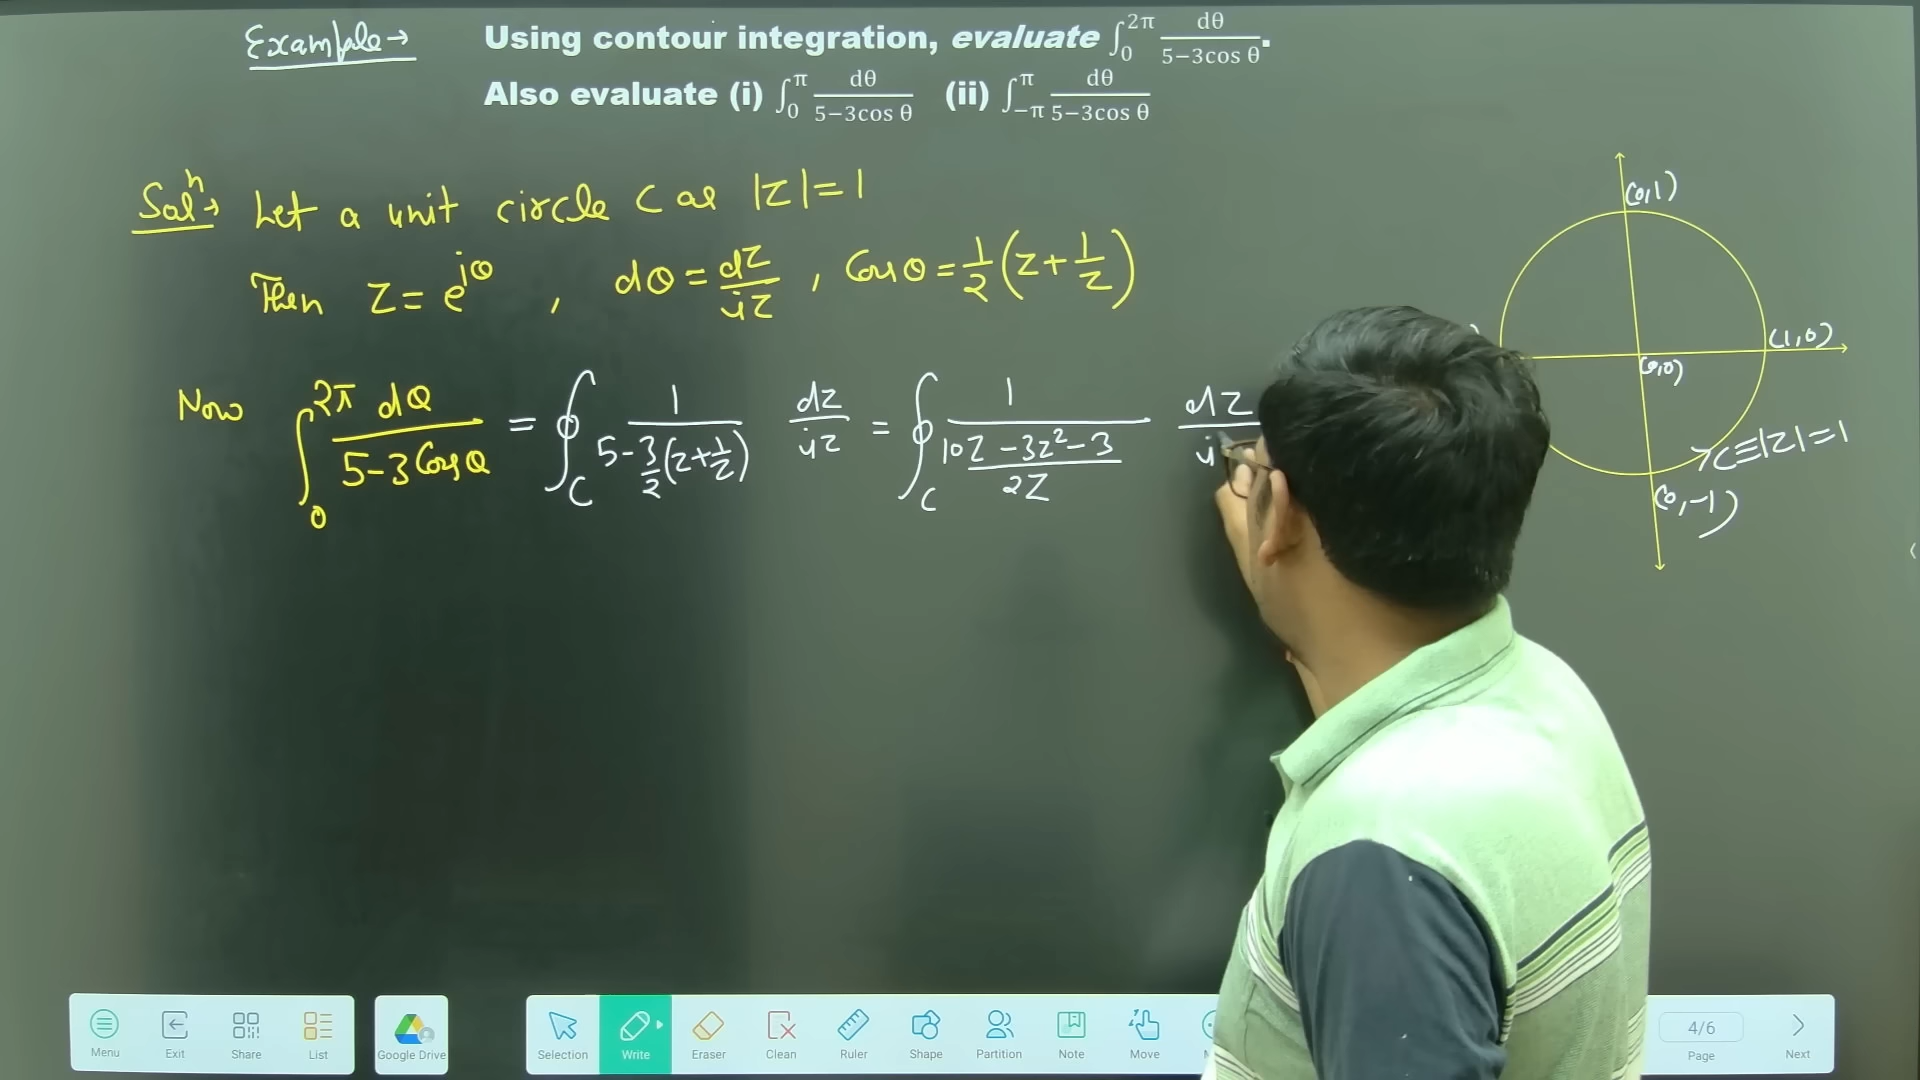 Example→ Using contour integration, evaluate ∫₀^2π dθ/(5−3cos θ).
Also evaluate (i) ∫₀^π dθ/(5−3cos θ) (ii) ∫₋π^π dθ/(5−3cos θ)
Solⁿ→ Let a unit circle C as |Z|=1
Then Z=e^iθ , dθ=dZ/iZ , Cosθ=1/2(Z+1/Z)
Now ∫₀^2π dθ/(5−3Cosθ) = ∮_C 1/(5−3/2(z+1/z)) dz/iz = ∮_C 1/((10Z−3z²−3)/2Z) dZ/i
(0,1)
(1,0)
(0,0)
C≡|Z|=1
(0,-1)
Menu Exit Share List Google Drive Selection Write Eraser Clean Ruler Shape Partition Note Move 4/6 Page Next